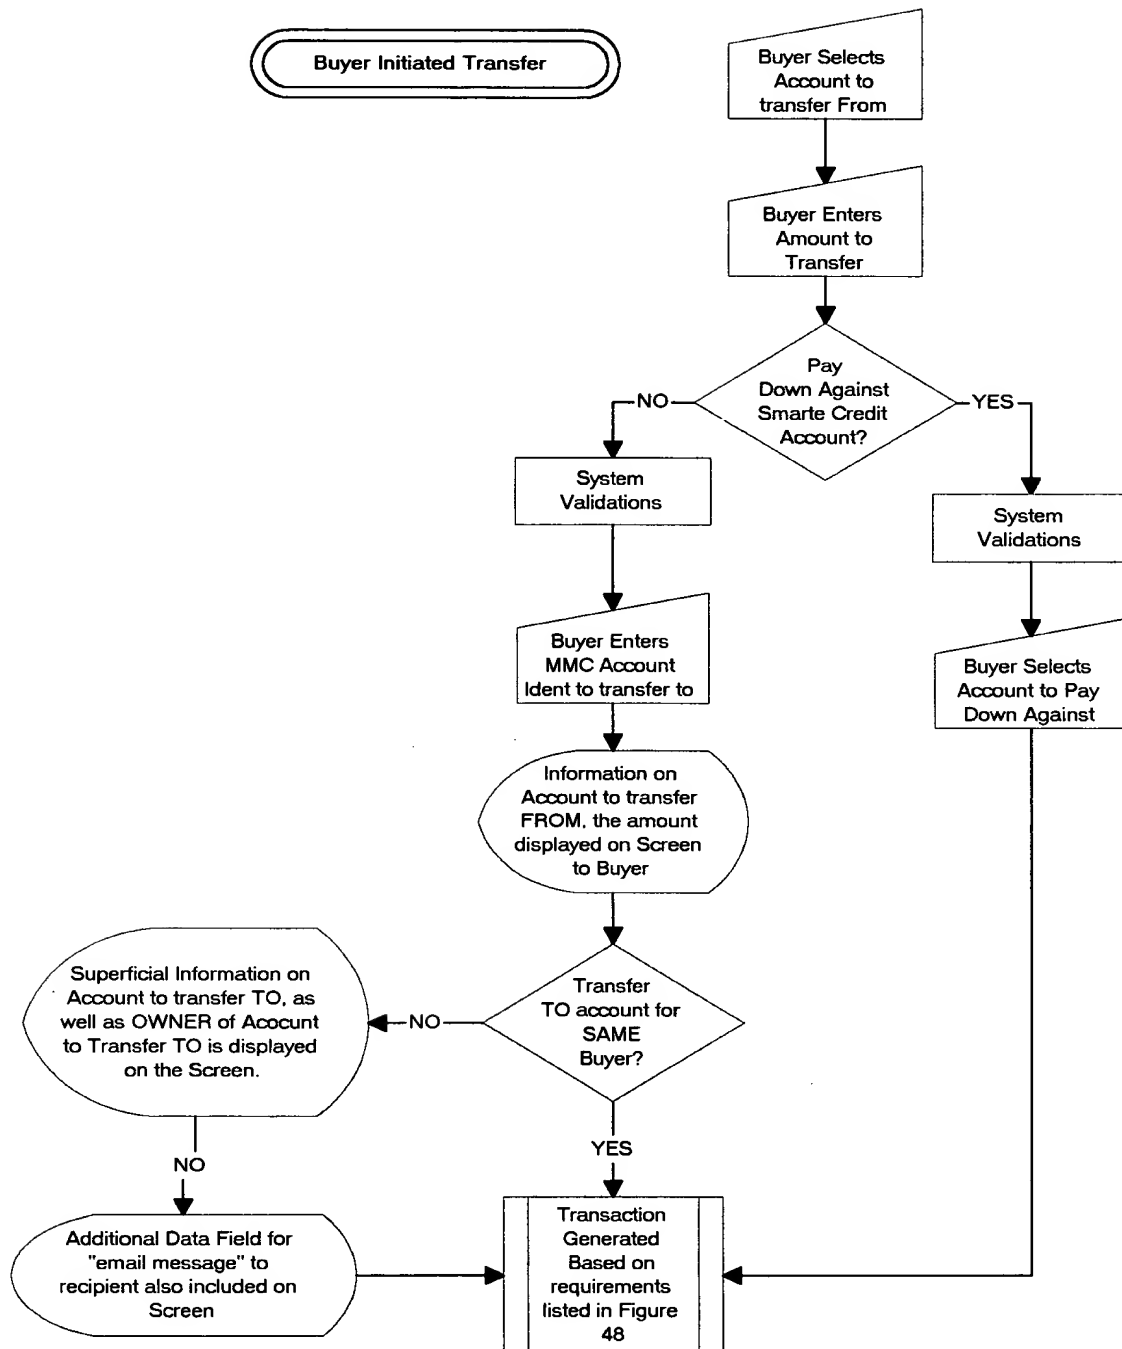 Buyer Initiated Transfer
Buyer Selects
Account to
transfer From
Buyer Enters
Amount to
Transfer
Pay
Down Against
Smarte Credit
Account?
NO
YES
System
Validations
System
Validations
Buyer Enters
MMC Account
Ident to transfer to
Buyer Selects
Account to Pay
Down Against
Information on
Account to transfer
FROM, the amount
displayed on Screen
to Buyer
Superficial Information on
Account to transfer TO, as
well as OWNER of Acocunt
to Transfer TO is displayed
on the Screen.
NO
Transfer
TO account for
SAME
Buyer?
YES
NO
Additional Data Field for
"email message" to
recipient also included on
Screen
Transaction
Generated
Based on
requirements
listed in Figure
48